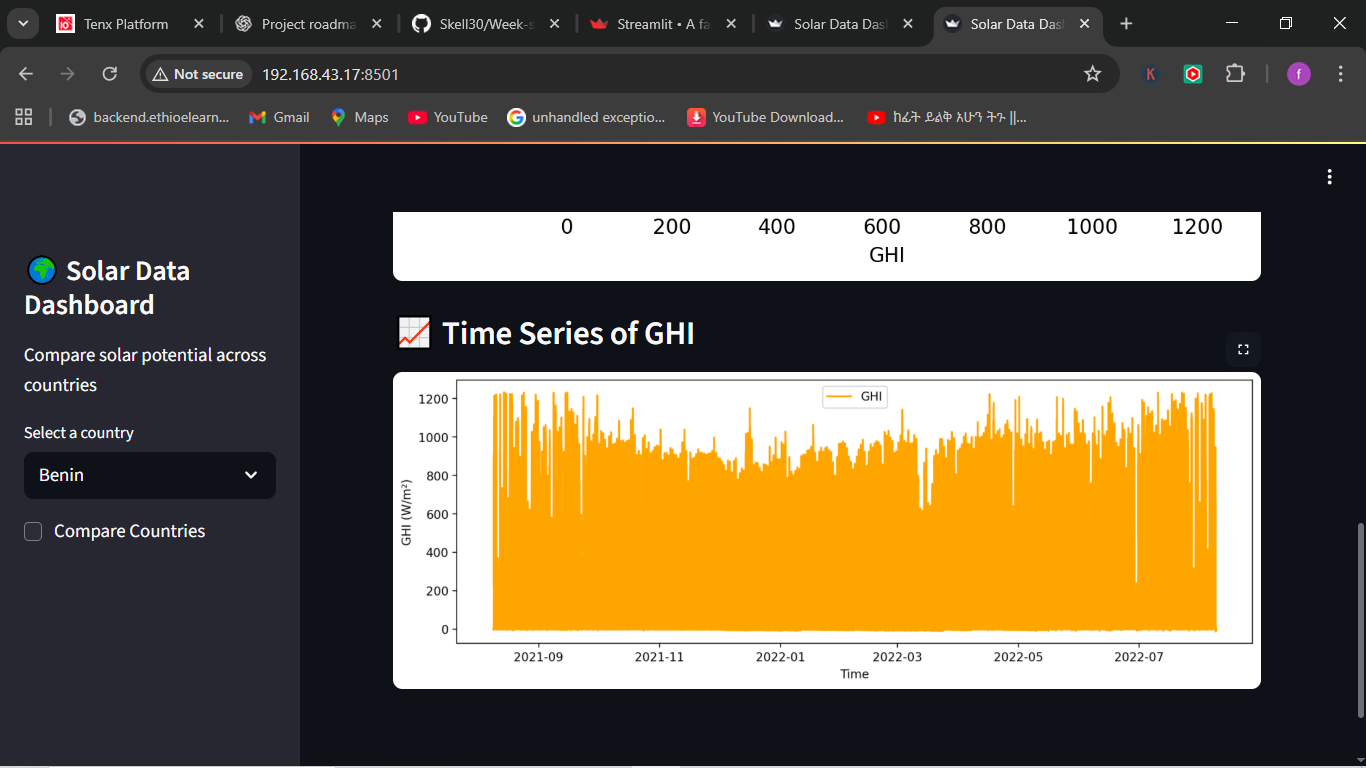 Tenx Platform
Project roadma
Skell30/Week-s
Streamlit • A fa
Solar Data Das
Solar Data Das
Not secure
192.168.43.17:8501
K
f
backend.ethioelearn...
Gmail
Maps
YouTube
unhandled exceptio...
YouTube Download...
ከፊት ይልቅ አሁን ትጉ ||...
Solar Data
Dashboard
Compare solar potential across
countries
Select a country
Benin
Compare Countries
0 200 400 600 800 1000 1200
GHI
Time Series of GHI
GHI
1200
1000
800
600
400
200
0
GHI (W/m²)
2021-09 2021-11 2022-01 2022-03 2022-05 2022-07
Time